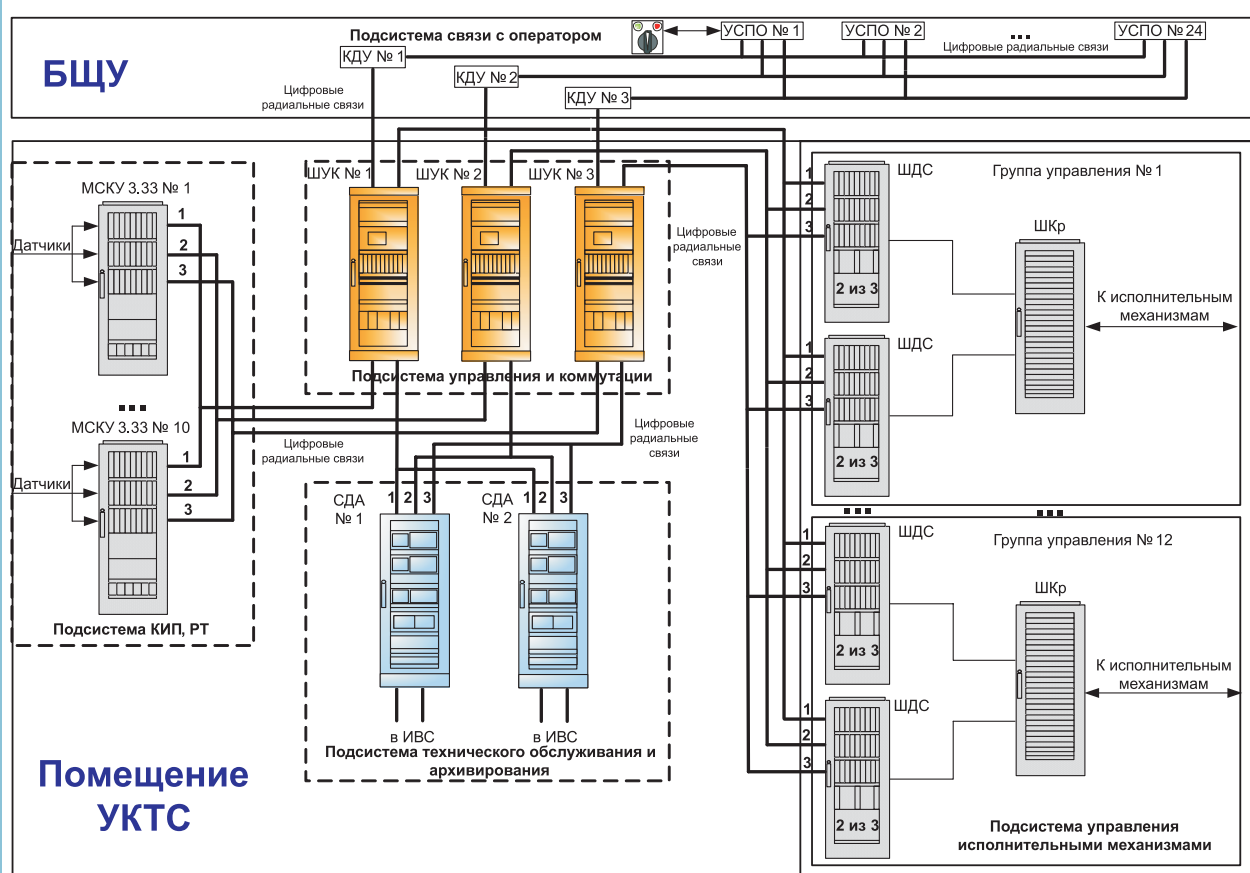 БЩУ
Подсистема связи с оператором
УСПО № 1
УСПО № 2
...
УСПО № 24
Цифровые радиальные связи
КДУ № 1
КДУ № 2
КДУ № 3
Цифровые
радиальные связи
МСКУ 3.33 № 1
Датчики
1
2
3
...
МСКУ 3.33 № 10
Датчики
1
2
3
Подсистема КИП, РТ
ШУК № 1
ШУК № 2
ШУК № 3
Подсистема управления и коммутации
Цифровые
радиальные
связи
Цифровые
радиальные связи
Цифровые
радиальные
связи
СДА
№ 1
1 2 3
СДА
№ 2
1 2 3
в ИВС
в ИВС
Подсистема технического обслуживания и
архивирования
Помещение
УКТС
Группа управления № 1
ШДС
1
2
3
2 из 3
ШКр
К исполнительным
механизмам
ШДС
1
2
3
2 из 3
...
...
Группа управления № 12
ШДС
1
2
3
2 из 3
ШКр
К исполнительным
механизмам
ШДС
1
2
3
2 из 3
Подсистема управления
исполнительными механизмами